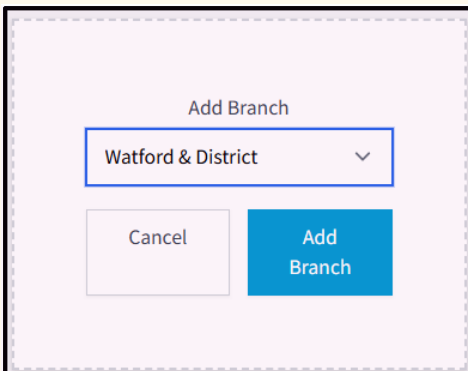 Add Branch
Watford & District
Cancel
Add
Branch